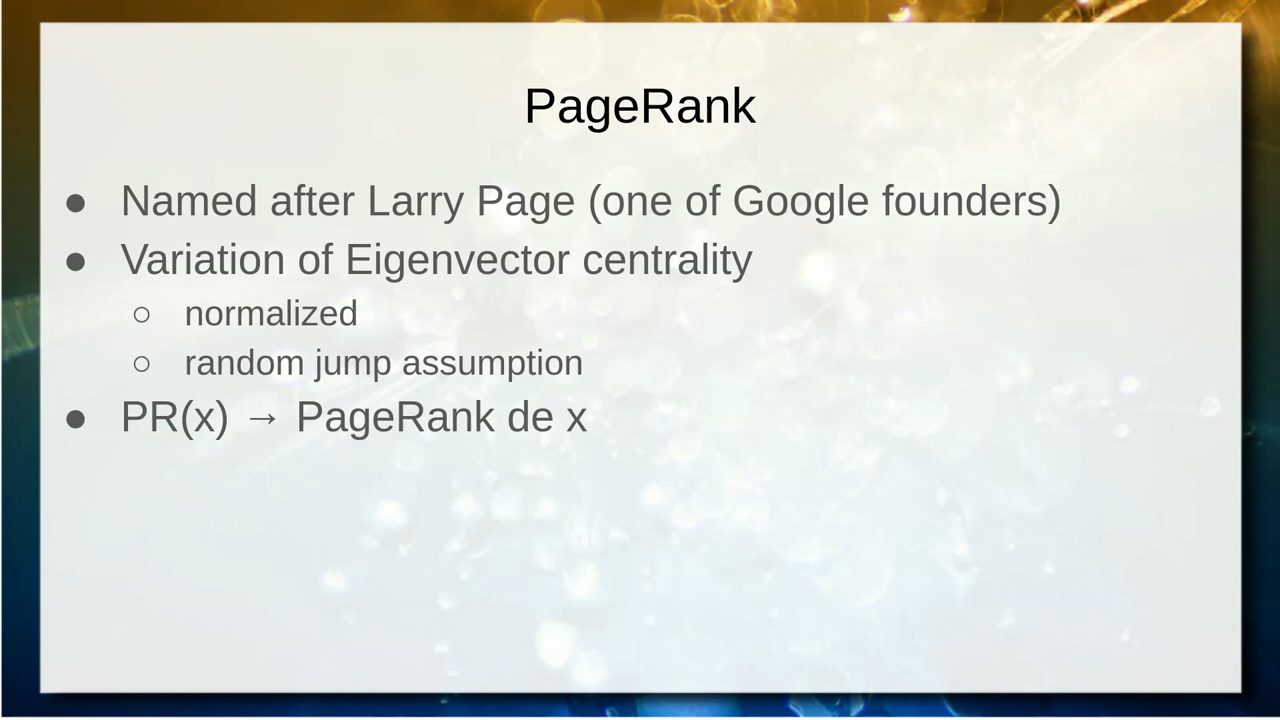 PageRank
● Named after Larry Page (one of Google founders)
● Variation of Eigenvector centrality
○ normalized
○ random jump assumption
● PR(x) → PageRank de x